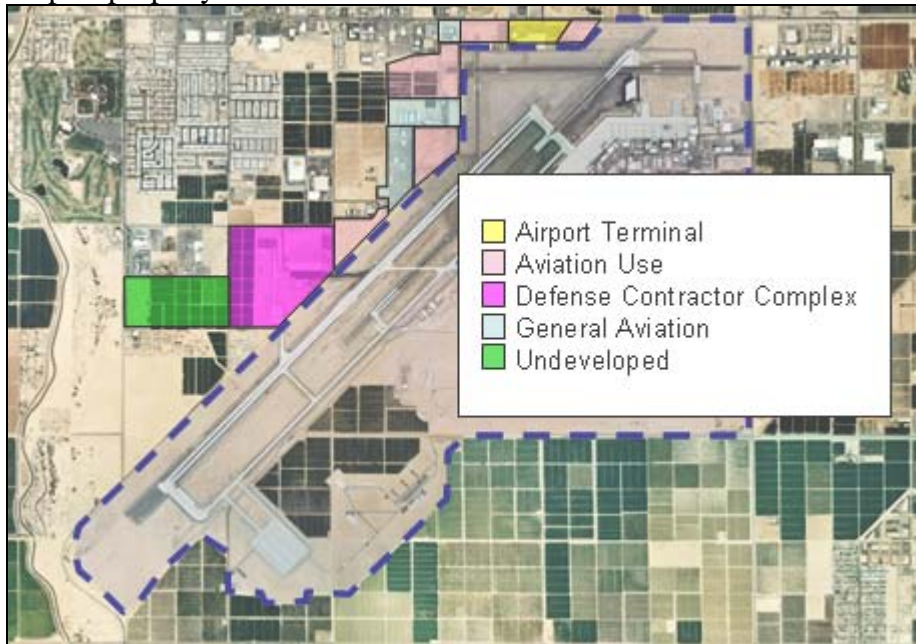 Airport Terminal
Aviation Use
Defense Contractor Complex
General Aviation
Undeveloped